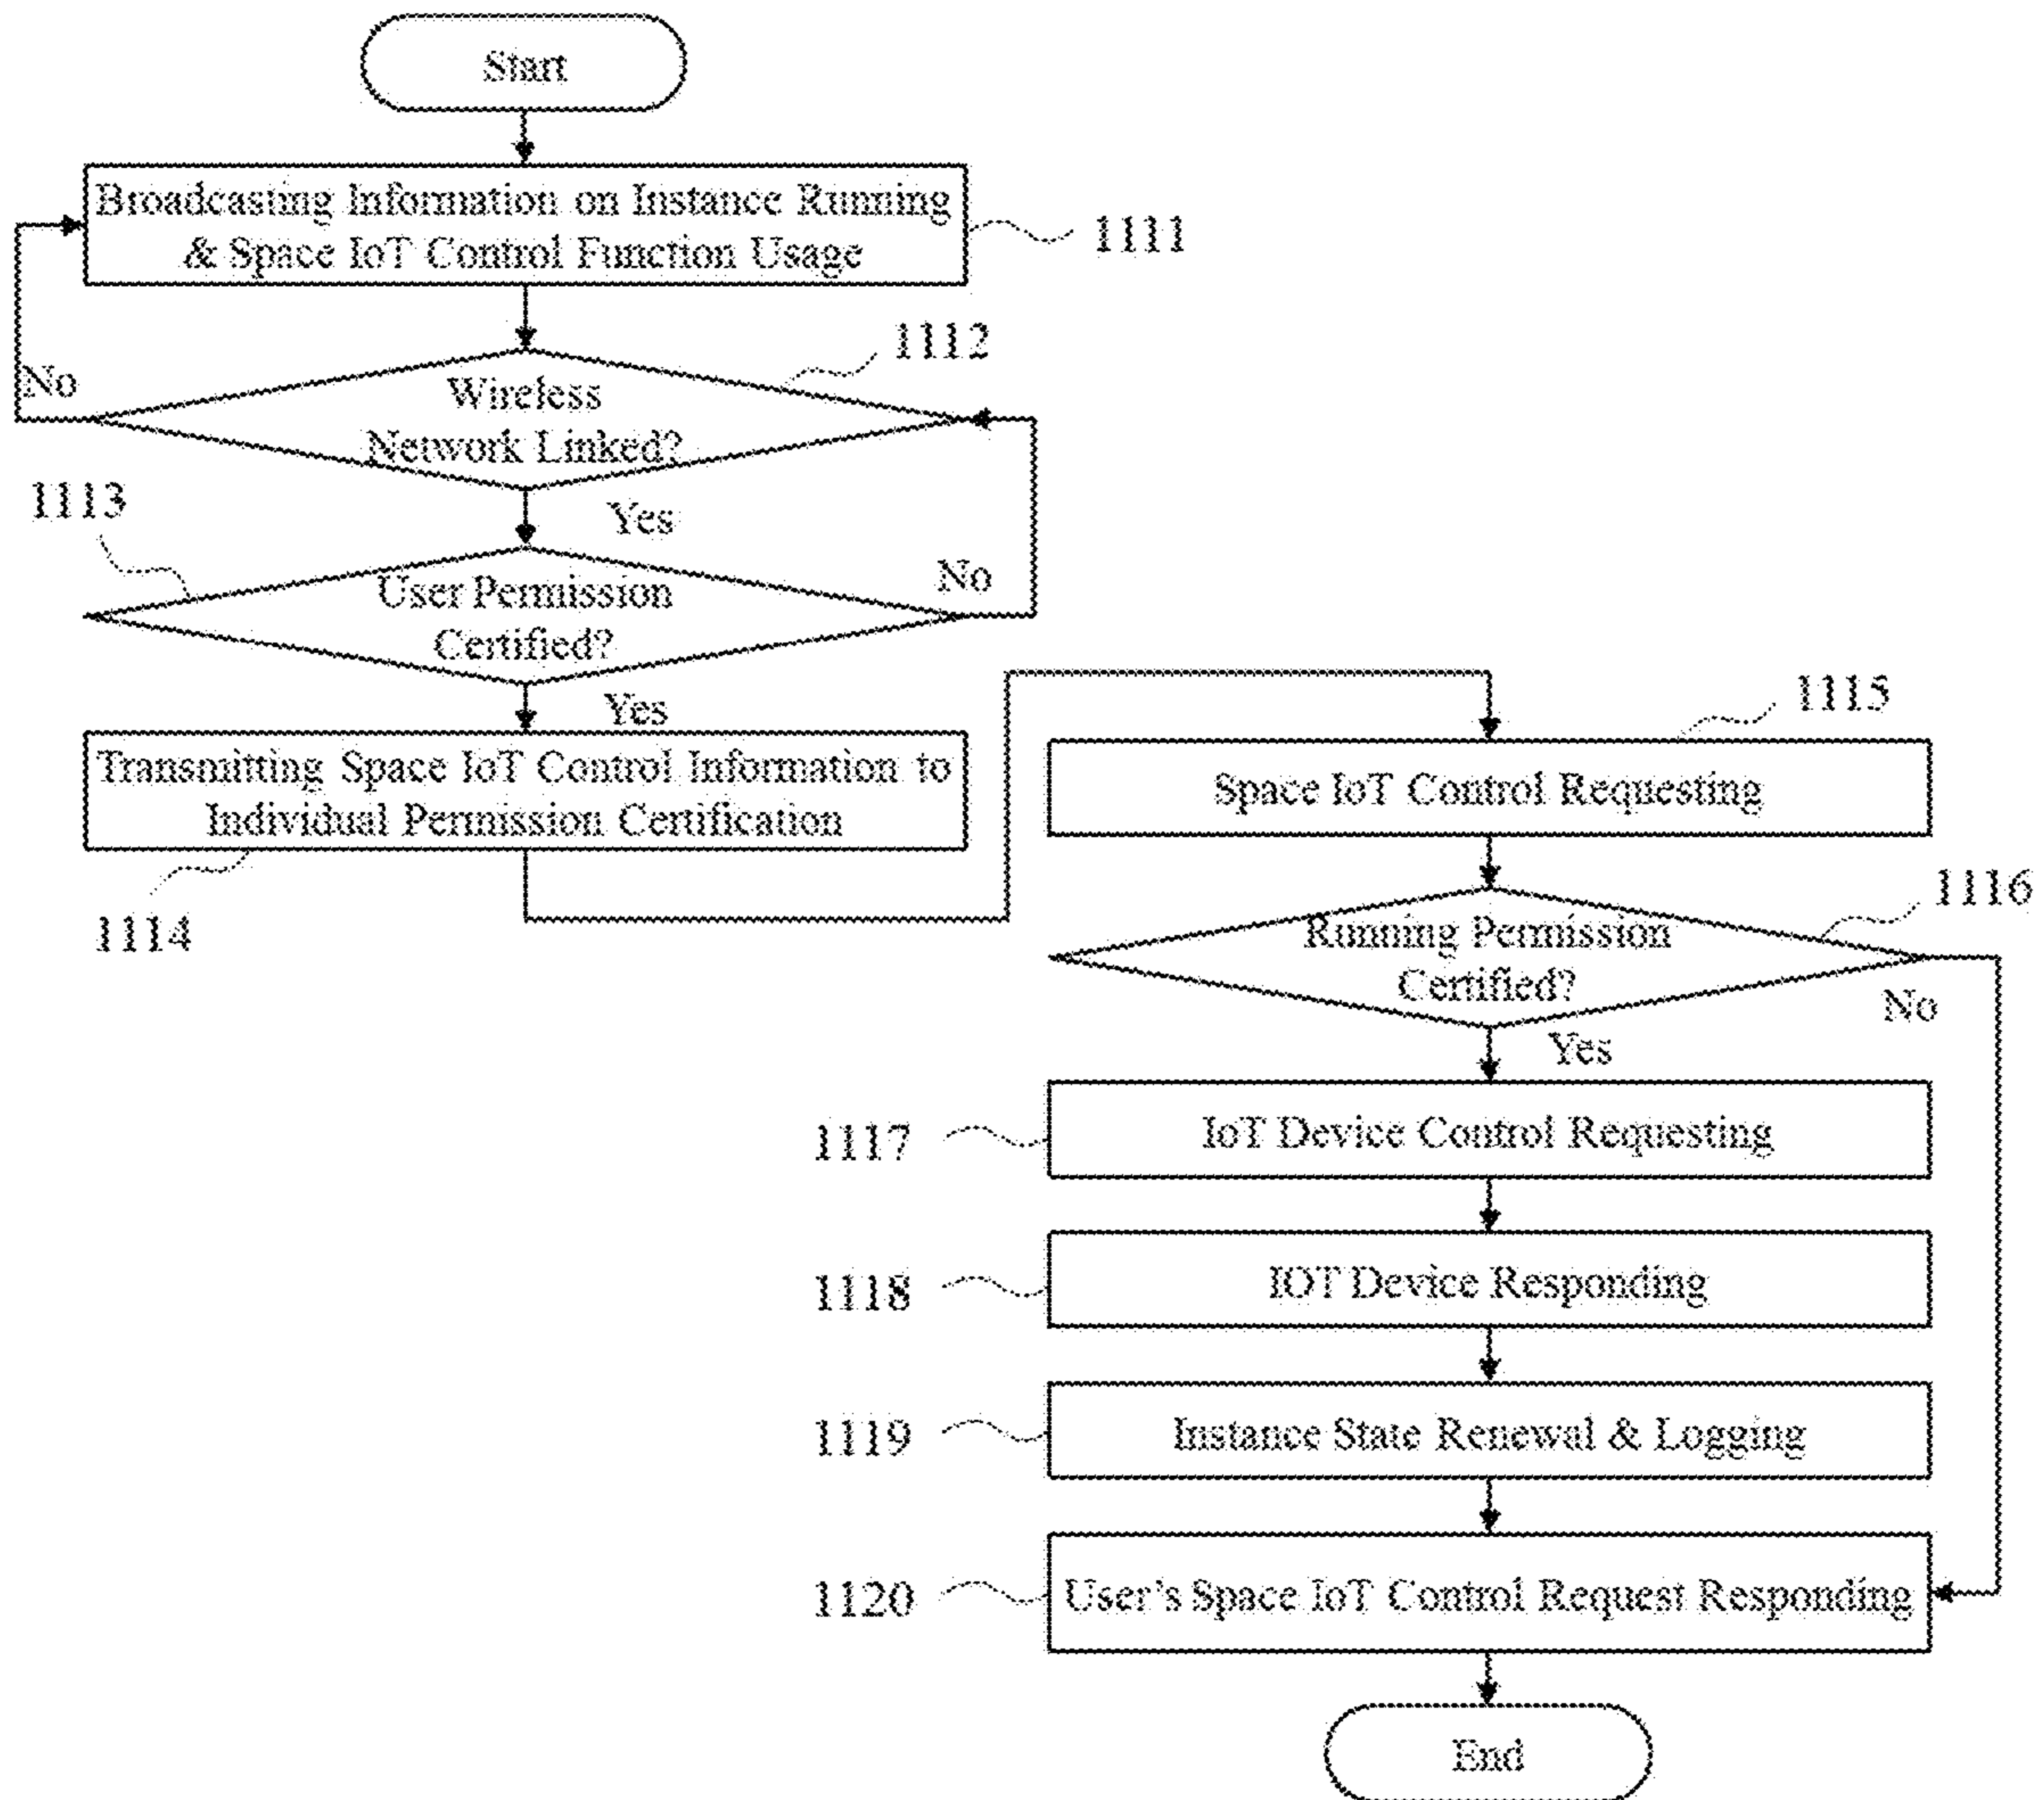 Start
Broadcasting Information on Instance Running
& Space IoT Control Function Usage
1111
1112
Wireless
Network Linked?
No
Yes
1113
User Permission
Certified?
No
Yes
Transmitting Space IoT Control Information to
Individual Permission Certification
1114
1115
Space IoT Control Requesting
1116
Running Permission
Certified?
No
Yes
1117
IoT Device Control Requesting
1118
IOT Device Responding
1119
Instance State Renewal & Logging
1120
User's Space IoT Control Request Responding
End